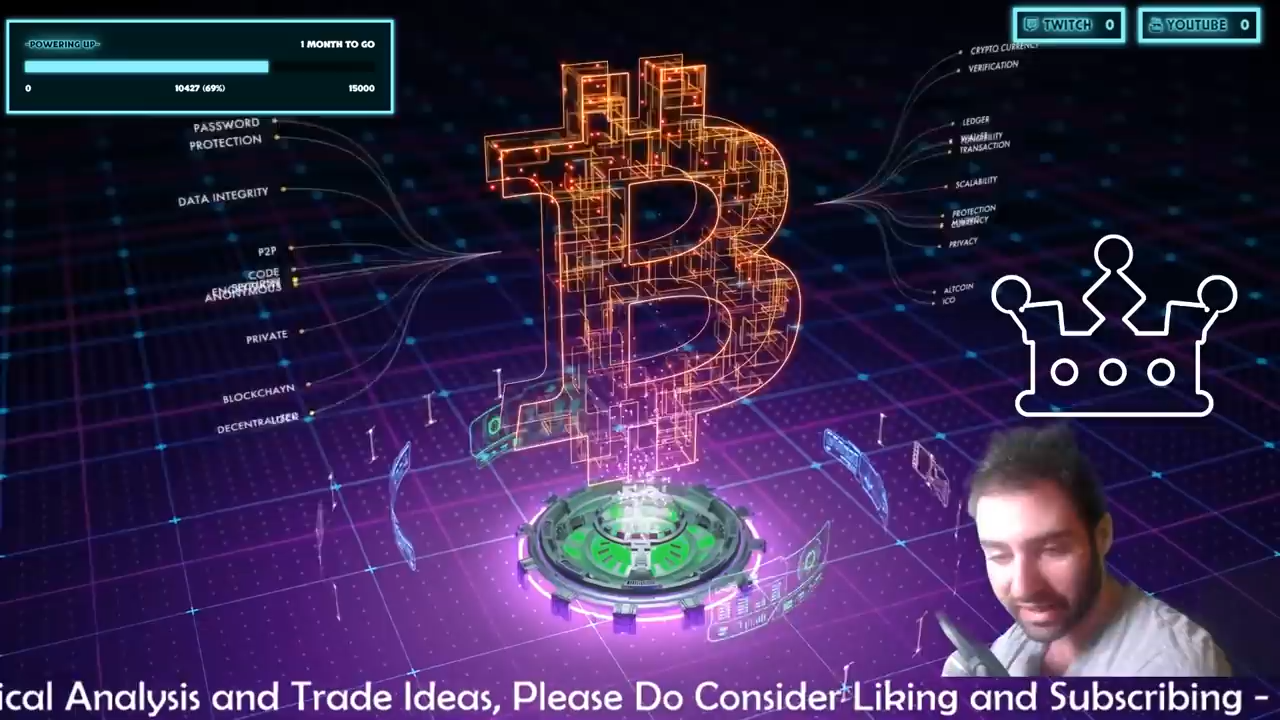 -POWERING UP-
1 MONTH TO GO
0
10427 (69%)
15000
TWITCH 0
YOUTUBE 0
CRYPTO CURRENCY
VERIFICATION
PASSWORD
PROTECTION
DATA INTEGRITY
P2P
CODE
ANONYMOUS
PRIVATE
BLOCKCHAYN
LEDGER
TRANSACTION
SCALABILITY
PROTECTION
CURRENCY
PRIVACY
ALTCOIN
ICO
ical Analysis and Trade Ideas, Please Do Consider Liking and Subscribing -